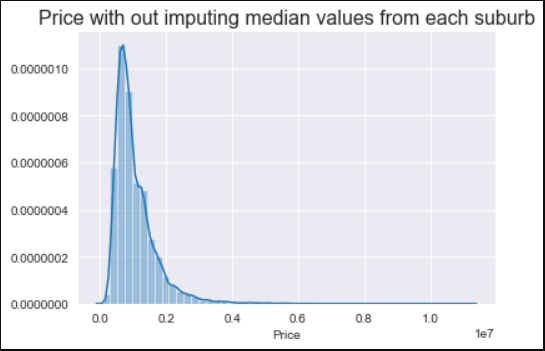 Price with out imputing median values from each suburb
0.0000010
0.0000008
0.0000006
0.0000004
0.0000002
0.0000000
0.0 0.2 0.4 0.6 0.8 1.0
Price
1e7